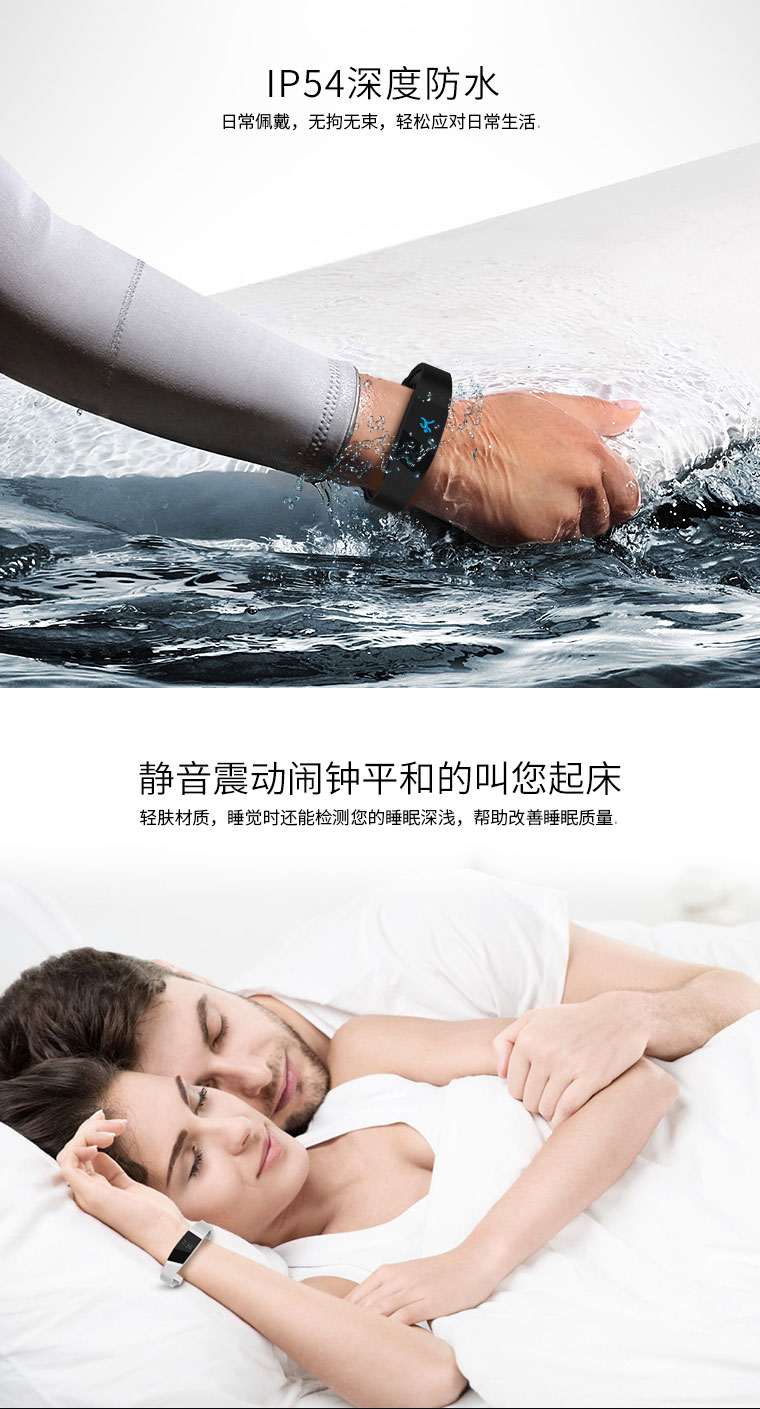 IP54深度防水
日常佩戴，无拘无束，轻松应对日常生活.
静音震动闹钟平和的叫您起床
轻肤材质，睡觉时还能检测您的睡眠深浅，帮助改善睡眠质量.